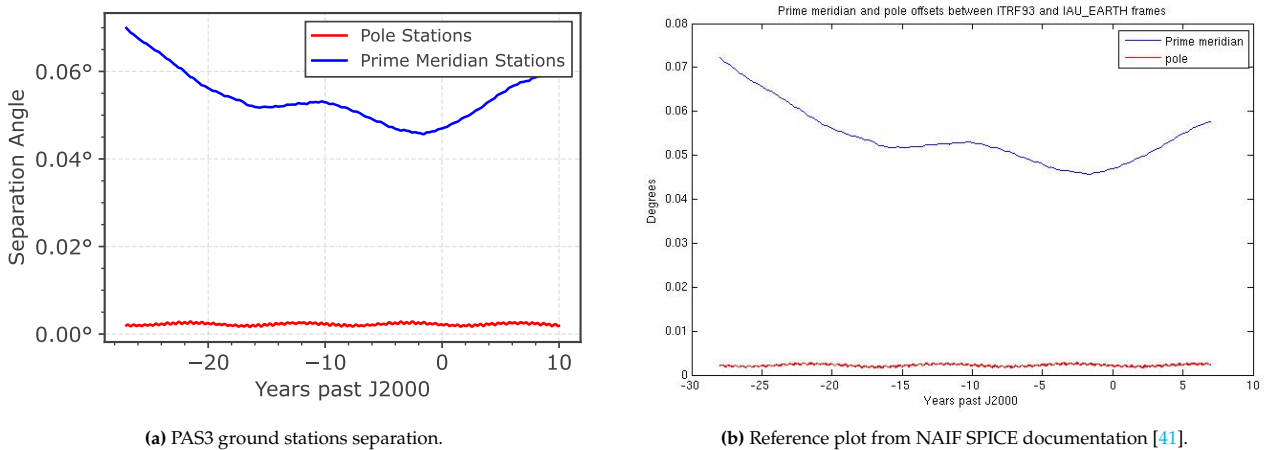 Pole Stations
Prime Meridian Stations
0.06°
0.04°
0.02°
0.00°
Separation Angle
−20
−10
0
10
Years past J2000
(a) PAS3 ground stations separation.
Prime meridian and pole offsets between ITRF93 and IAU_EARTH frames
Prime meridian
pole
0.08
0.07
0.06
0.05
0.04
0.03
0.02
0.01
0
Degrees
-30
-25
-20
-15
-10
-5
0
5
10
Years past J2000
(b) Reference plot from NAIF SPICE documentation [41].